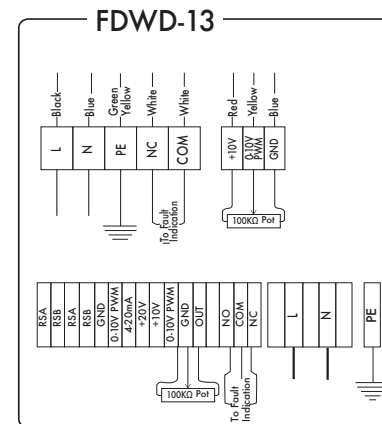 FDWD-13
Black
Blue
Green
Yellow
White
White
L
N
PE
NC
COM
To Fault
Indication
Red
Yellow
Blue
+10V
0-10V
PWM
GND
100KΩ Pot
RSA
RSB
RSA
RSB
GND
0-10V PWM
4-20mA
+20V
+10V
0-10V PWM
GND
OUT
NO
COM
NC
100KΩ Pot
To Fault
Indication
L
N
PE